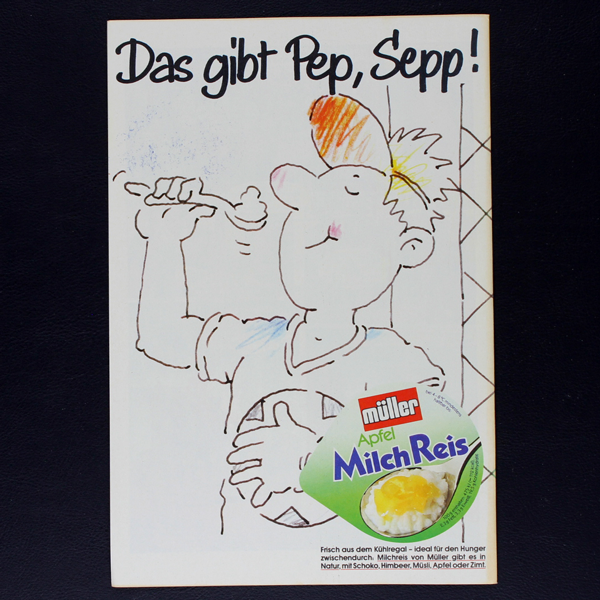 Das gibt Pep, Sepp!
müller
Apfel
MilchReis
Frisch aus dem Kühlregal – ideal für den Hunger
zwischendurch. Milchreis von Müller gibt es in
Natur, mit Schoko, Himbeer, Müsli, Apfel oder Zimt.